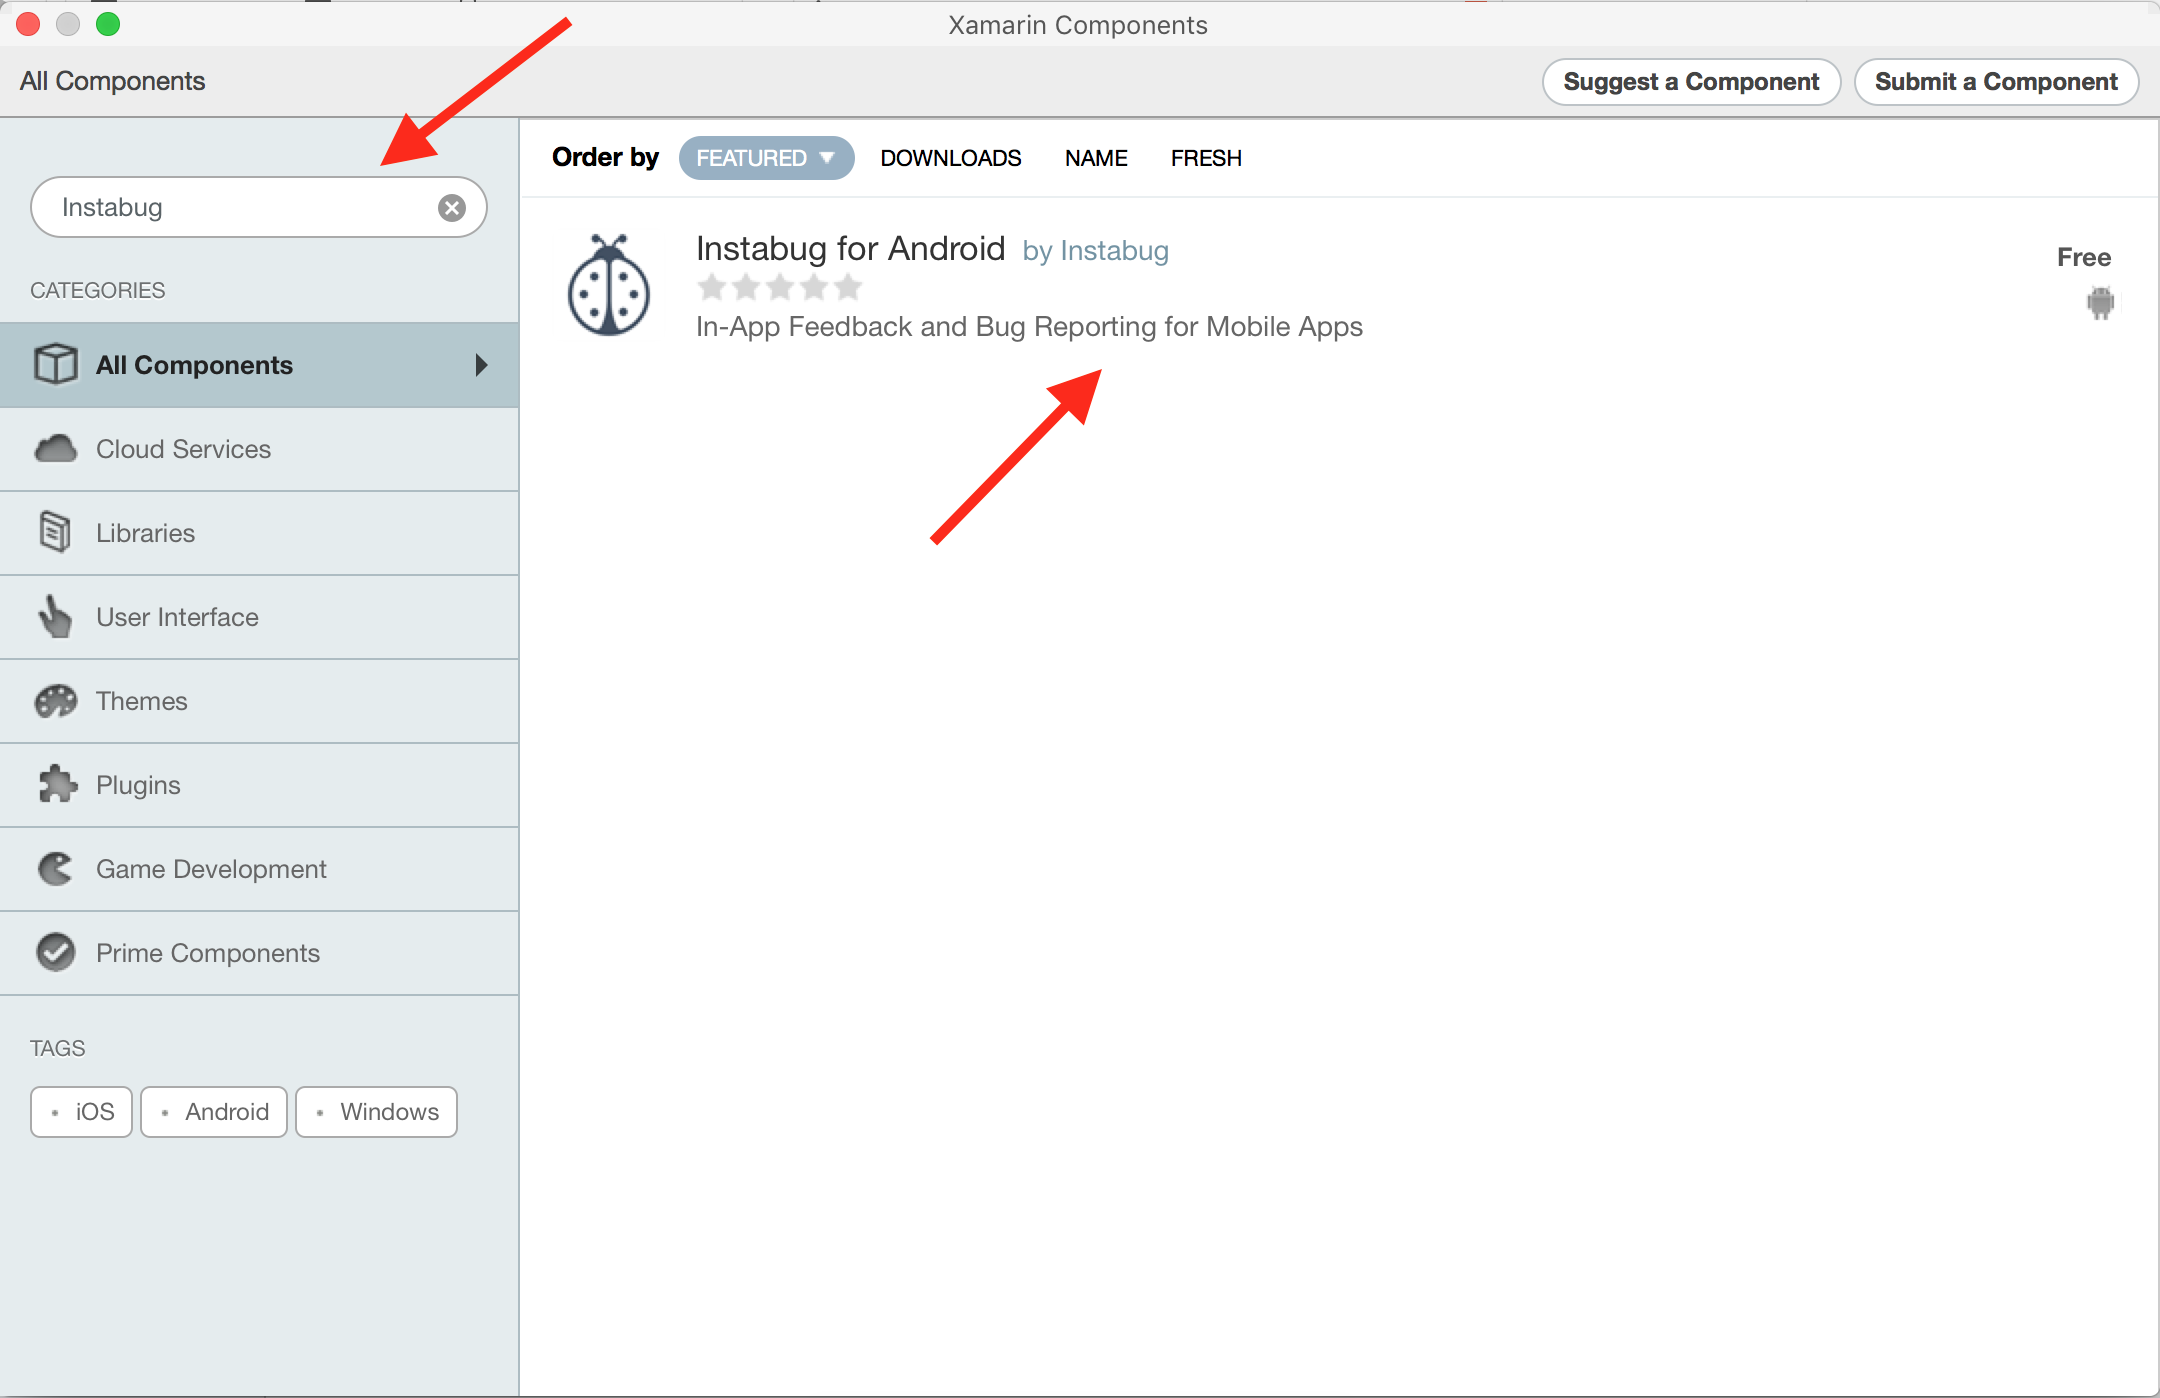 Xamarin Components
All Components
Suggest a Component
Submit a Component
Instabug
CATEGORIES
All Components
Cloud Services
Libraries
User Interface
Themes
Plugins
Game Development
Prime Components
TAGS
iOS
Android
Windows
Order by FEATURED DOWNLOADS NAME FRESH
Instabug for Android by Instabug
Free
In-App Feedback and Bug Reporting for Mobile Apps